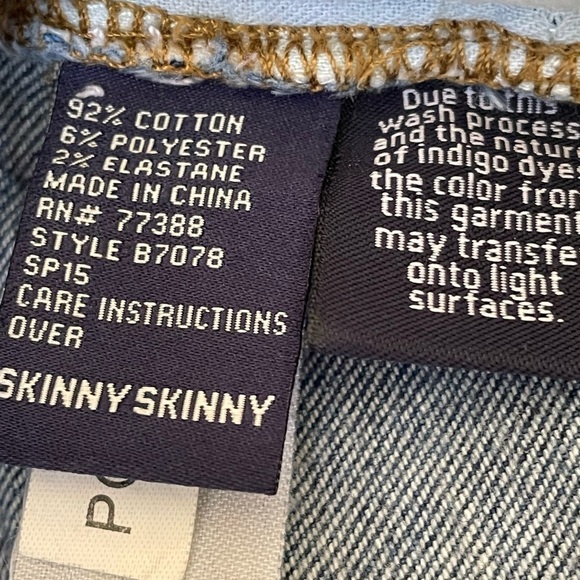 92% COTTON
6% POLYESTER
2% ELASTANE
MADE IN CHINA
RN# 77388
STYLE B7078
SP15
CARE INSTRUCTIONS
OVER
SKINNY SKINNY
Due to this
wash process
and the nature
of indigo dyes
the color from
this garment
may transfer
onto light
surfaces.